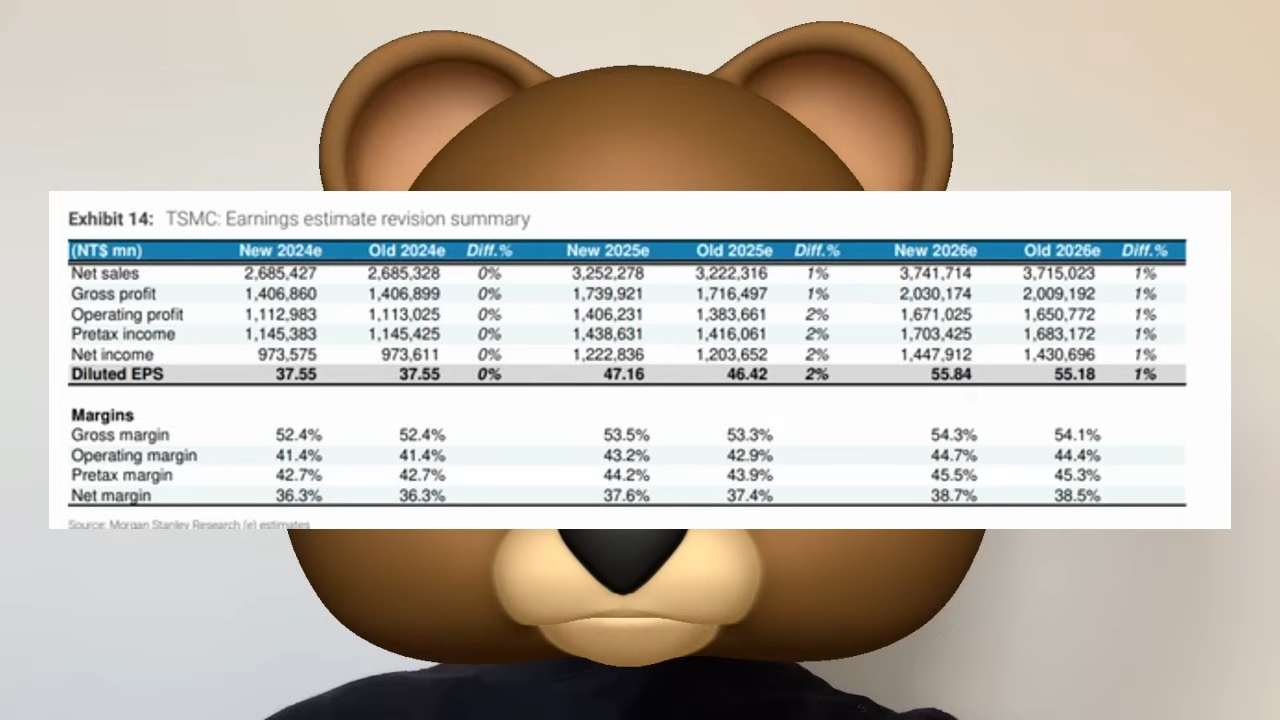 Exhibit 14: TSMC: Earnings estimate revision summary
(NT$ mn) New 2024e Old 2024e Diff.% New 2025e Old 2025e Diff.% New 2026e Old 2026e Diff.%
Net sales 2,685,427 2,685,328 0% 3,252,278 3,222,316 1% 3,741,714 3,715,023 1%
Gross profit 1,406,860 1,406,899 0% 1,739,921 1,716,497 1% 2,030,174 2,009,192 1%
Operating profit 1,112,983 1,113,025 0% 1,406,231 1,383,661 2% 1,671,025 1,650,772 1%
Pretax income 1,145,383 1,145,425 0% 1,438,631 1,416,061 2% 1,703,425 1,683,172 1%
Net income 973,575 973,611 0% 1,222,836 1,203,652 2% 1,447,912 1,430,696 1%
Diluted EPS 37.55 37.55 0% 47.16 46.42 2% 55.84 55.18 1%
Margins
Gross margin 52.4% 52.4% 53.5% 53.3% 54.3% 54.1%
Operating margin 41.4% 41.4% 43.2% 42.9% 44.7% 44.4%
Pretax margin 42.7% 42.7% 44.2% 43.9% 45.5% 45.3%
Net margin 36.3% 36.3% 37.6% 37.4% 38.7% 38.5%
Source: Morgan Stanley Research (e) estimates